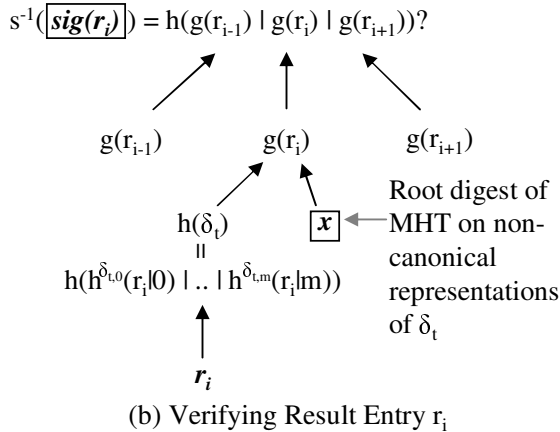 s⁻¹(sig(rᵢ)) = h(g(rᵢ₋₁) | g(rᵢ) | g(rᵢ₊₁))?
g(rᵢ₋₁) g(rᵢ) g(rᵢ₊₁)
h(δₜ) x
=
h(h^δt,0(rᵢ|0) | .. | h^δt,m(rᵢ|m))
Root digest of
MHT on non-
canonical
representations
of δₜ
rᵢ
(b) Verifying Result Entry rᵢ